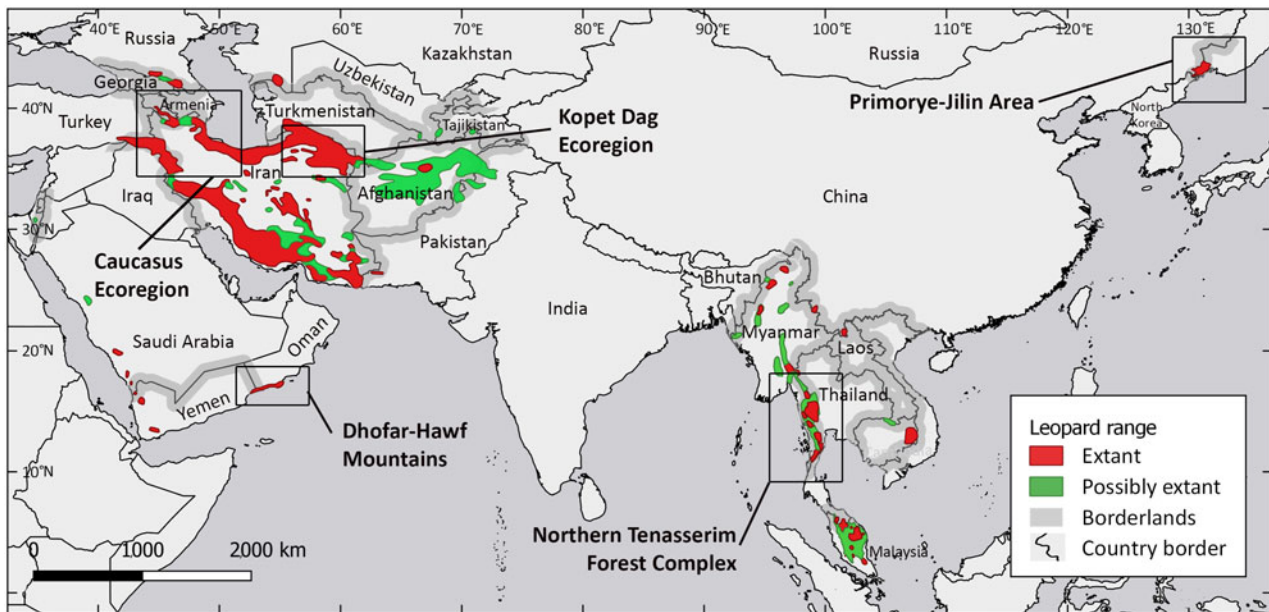 40°E
50°E
60°E
70°E
80°E
90°E
100°E
110°E
120°E
130°E
Russia
Kazakhstan
Russia
Georgia
Uzbekistan
Armenia
40°N
Turkmenistan
Primorye-Jilin Area
North
Korea
Turkey
Tajikistan
Kopet Dag
Ecoregion
Iran
Iraq
Afghanistan
China
30°N
Pakistan
Caucasus
Ecoregion
Bhutan
India
Myanmar
Saudi Arabia
Oman
Laos
20°N
Yemen
Thailand
Dhofar-Hawf
Mountains
10°N
Northern Tenasserim
Forest Complex
Malaysia
0
1000
2000 km
Leopard range
Extant
Possibly extant
Borderlands
Country border